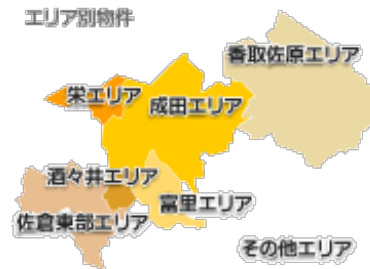 エリア別物件
香取佐原エリア
栄エリア
成田エリア
酒々井エリア
富里エリア
佐倉東部エリア
その他エリア